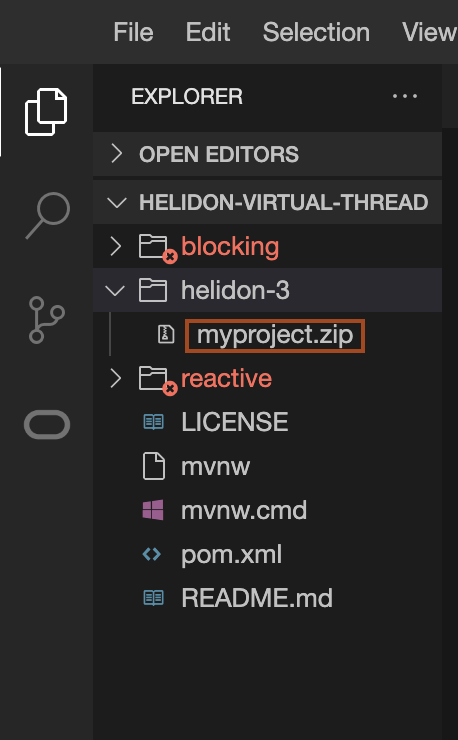 File Edit Selection View
EXPLORER ...
OPEN EDITORS
HELIDON-VIRTUAL-THREAD
blocking
helidon-3
myproject.zip
reactive
LICENSE
mvnw
mvnw.cmd
pom.xml
README.md